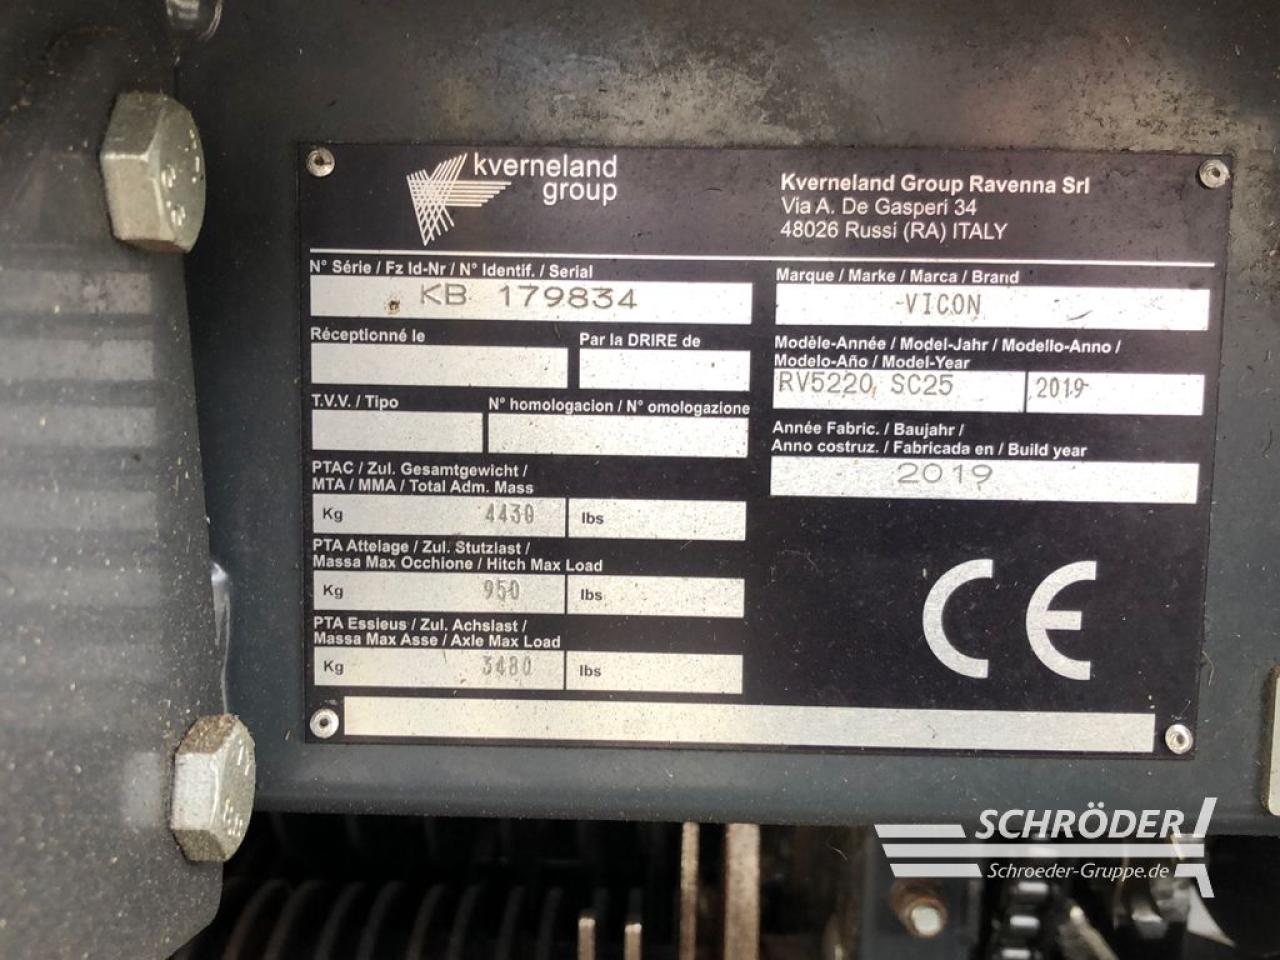 kverneland
group
Kverneland Group Ravenna Srl
Via A. De Gasperi 34
48026 Russi (RA) ITALY
N° Série / Fz Id-Nr / N° Identif. / Serial
KB 179834
Réceptionné le
Par la DRIRE de
T.V.V. / Tipo
N° homologacion / N° omologazione
PTAC / Zul. Gesamtgewicht /
MTA / MMA / Total Adm. Mass
Kg 4430 lbs
PTA Attelage / Zul. Stutzlast /
Massa Max Occhione / Hitch Max Load
Kg 950 lbs
PTA Essieus / Zul. Achslast /
Massa Max Asse / Axle Max Load
Kg 3480 lbs
Marque / Marke / Marca / Brand
VICON
Modèle-Année / Model-Jahr / Modello-Anno /
Modelo-Año / Model-Year
RV5220 SC25 2019
Année Fabric. / Baujahr /
Anno costruz. / Fabricada en / Build year
2019
CE
SCHRÖDER
Schroeder-Gruppe.de